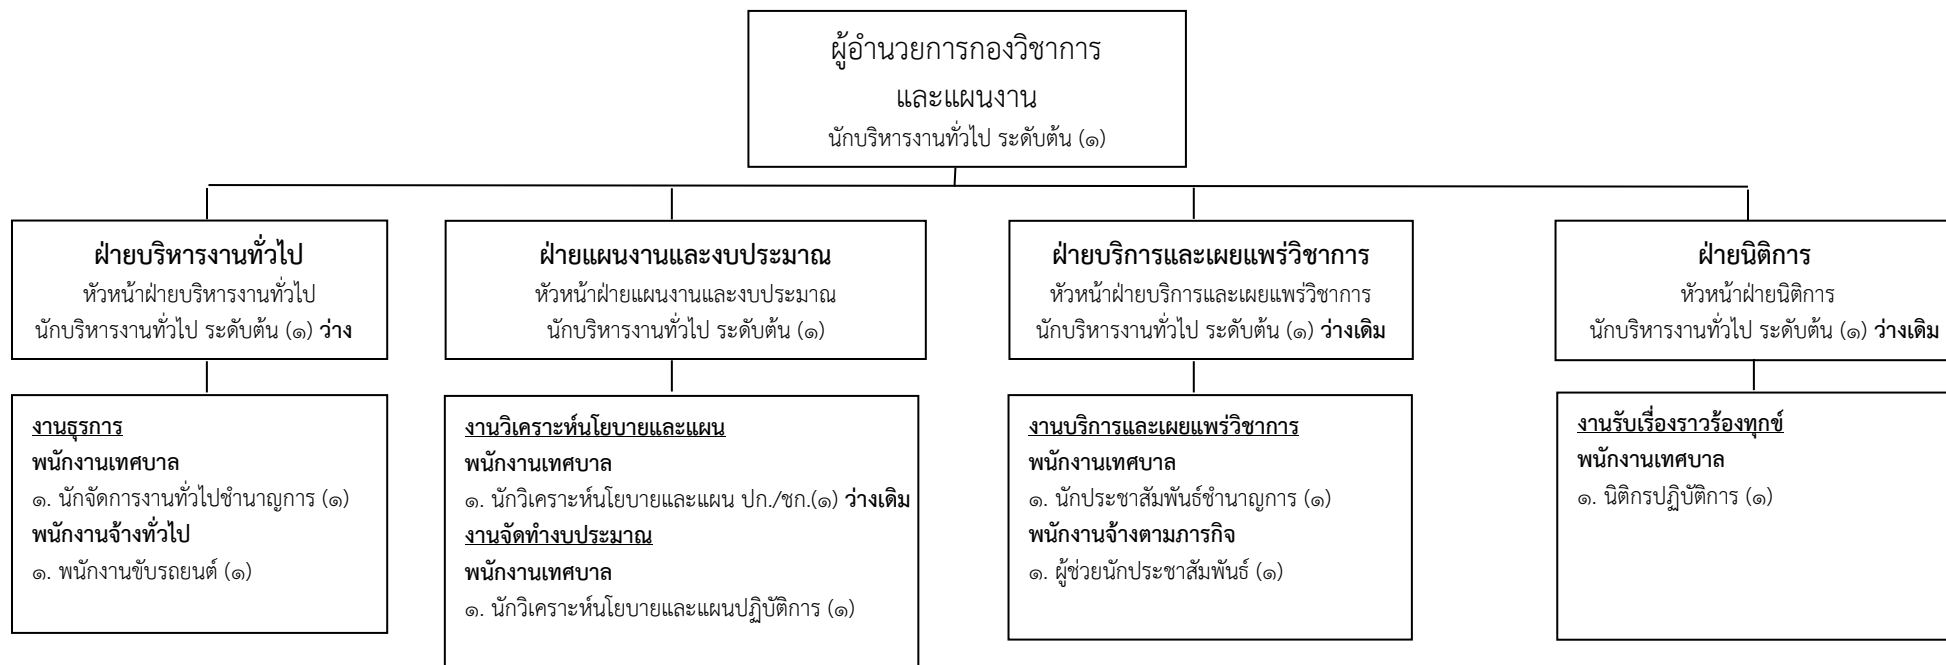 ผู้อำนวยการกองวิชาการ
และแผนงาน
นักบริหารงานทั่วไป ระดับต้น (๑)
ฝ่ายบริหารงานทั่วไป
หัวหน้าฝ่ายบริหารงานทั่วไป
นักบริหารงานทั่วไป ระดับต้น (๑) ว่าง
ฝ่ายแผนงานและงบประมาณ
หัวหน้าฝ่ายแผนงานและงบประมาณ
นักบริหารงานทั่วไป ระดับต้น (๑)
ฝ่ายบริการและเผยแพร่วิชาการ
หัวหน้าฝ่ายบริการและเผยแพร่วิชาการ
นักบริหารงานทั่วไป ระดับต้น (๑) ว่างเดิม
ฝ่ายนิติการ
หัวหน้าฝ่ายนิติการ
นักบริหารงานทั่วไป ระดับต้น (๑) ว่างเดิม
งานธุรการ
พนักงานเทศบาล
๑. นักจัดการงานทั่วไปชำนาญการ (๑)
พนักงานจ้างทั่วไป
๑. พนักงานขับรถยนต์ (๑)
งานวิเคราะห์นโยบายและแผน
พนักงานเทศบาล
๑. นักวิเคราะห์นโยบายและแผน ปก./ชก.(๑) ว่างเดิม
งานจัดทำงบประมาณ
พนักงานเทศบาล
๑. นักวิเคราะห์นโยบายและแผนปฏิบัติการ (๑)
งานบริการและเผยแพร่วิชาการ
พนักงานเทศบาล
๑. นักประชาสัมพันธ์ชำนาญการ (๑)
พนักงานจ้างตามภารกิจ
๑. ผู้ช่วยนักประชาสัมพันธ์ (๑)
งานรับเรื่องราวร้องทุกข์
พนักงานเทศบาล
๑. นิติกรปฏิบัติการ (๑)